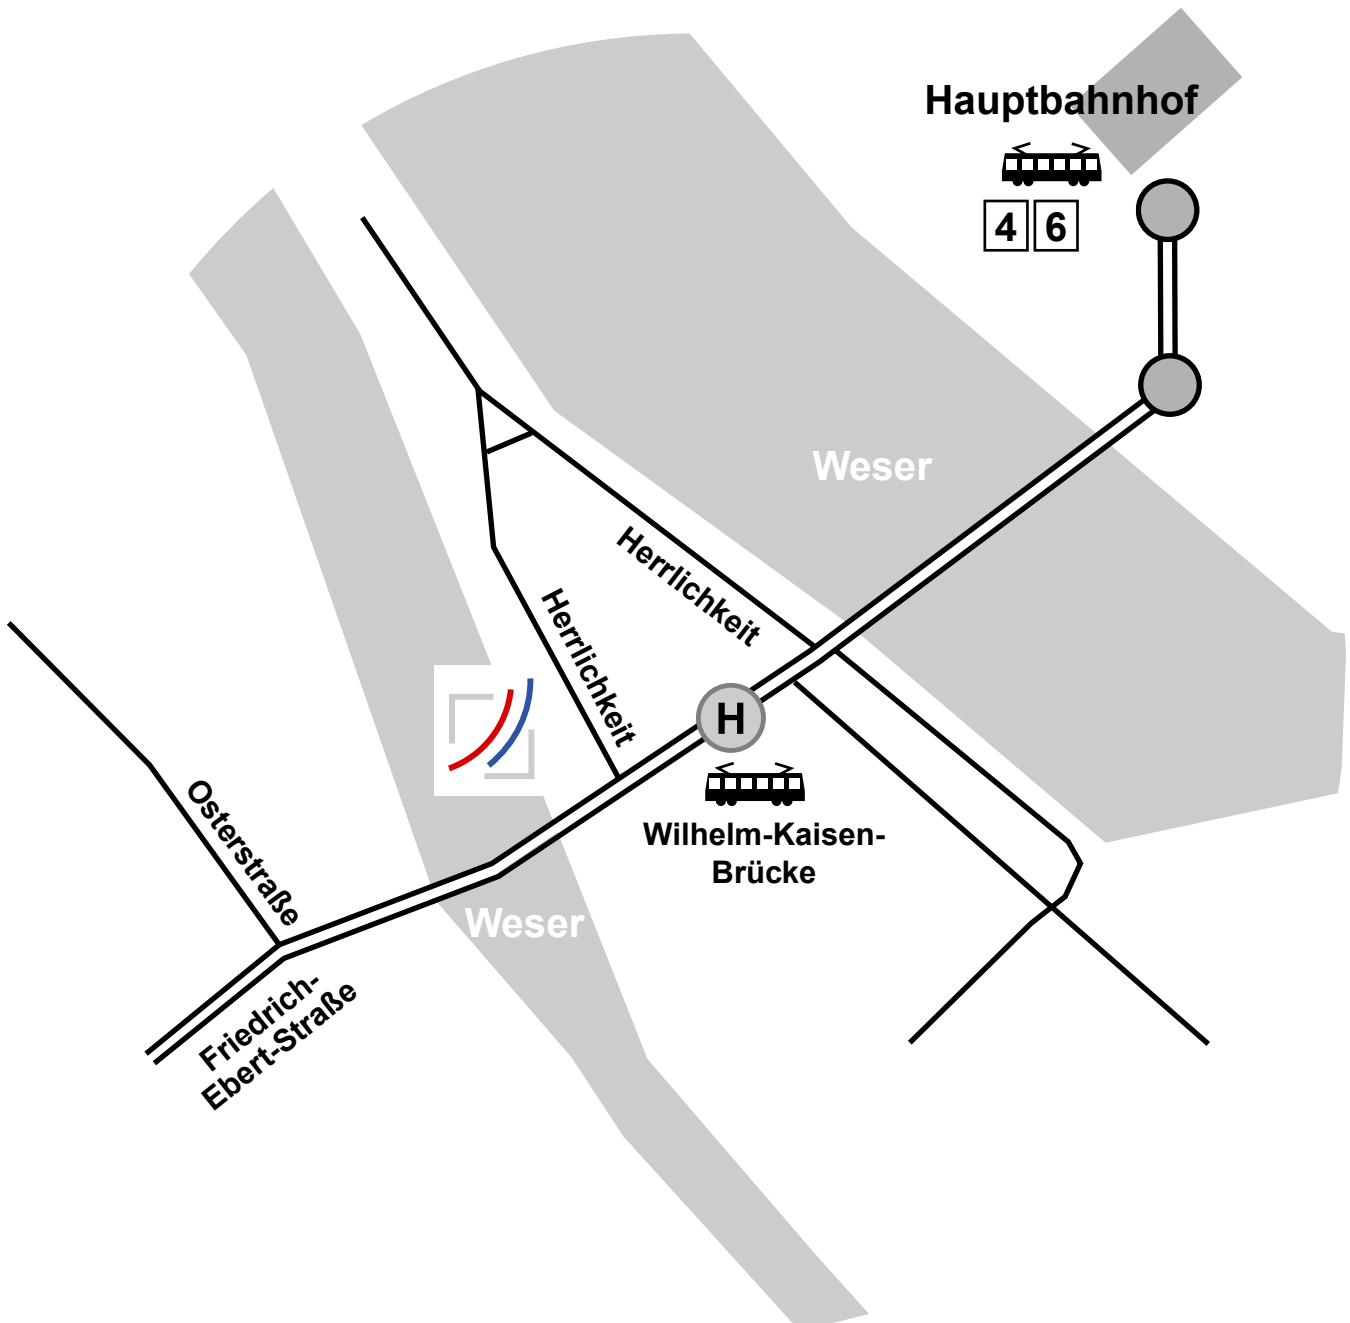 Hauptbahnhof
4 6
Weser
Herrlichkeit
Herrlichkeit
H
Wilhelm-Kaisen-
Brücke
Osterstraße
Weser
Friedrich-
Ebert-Straße